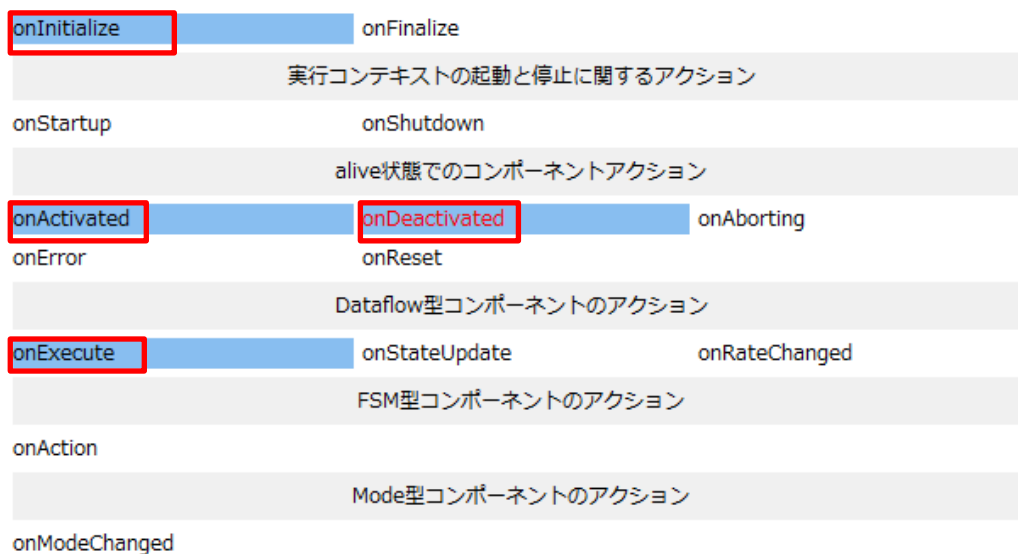 onInitialize onFinalize
実行コンテキストの起動と停止に関するアクション
onStartup onShutdown
alive状態でのコンポーネントアクション
onActivated onDeactivated onAborting
onError onReset
Dataflow型コンポーネントのアクション
onExecute onStateUpdate onRateChanged
FSM型コンポーネントのアクション
onAction
Mode型コンポーネントのアクション
onModeChanged